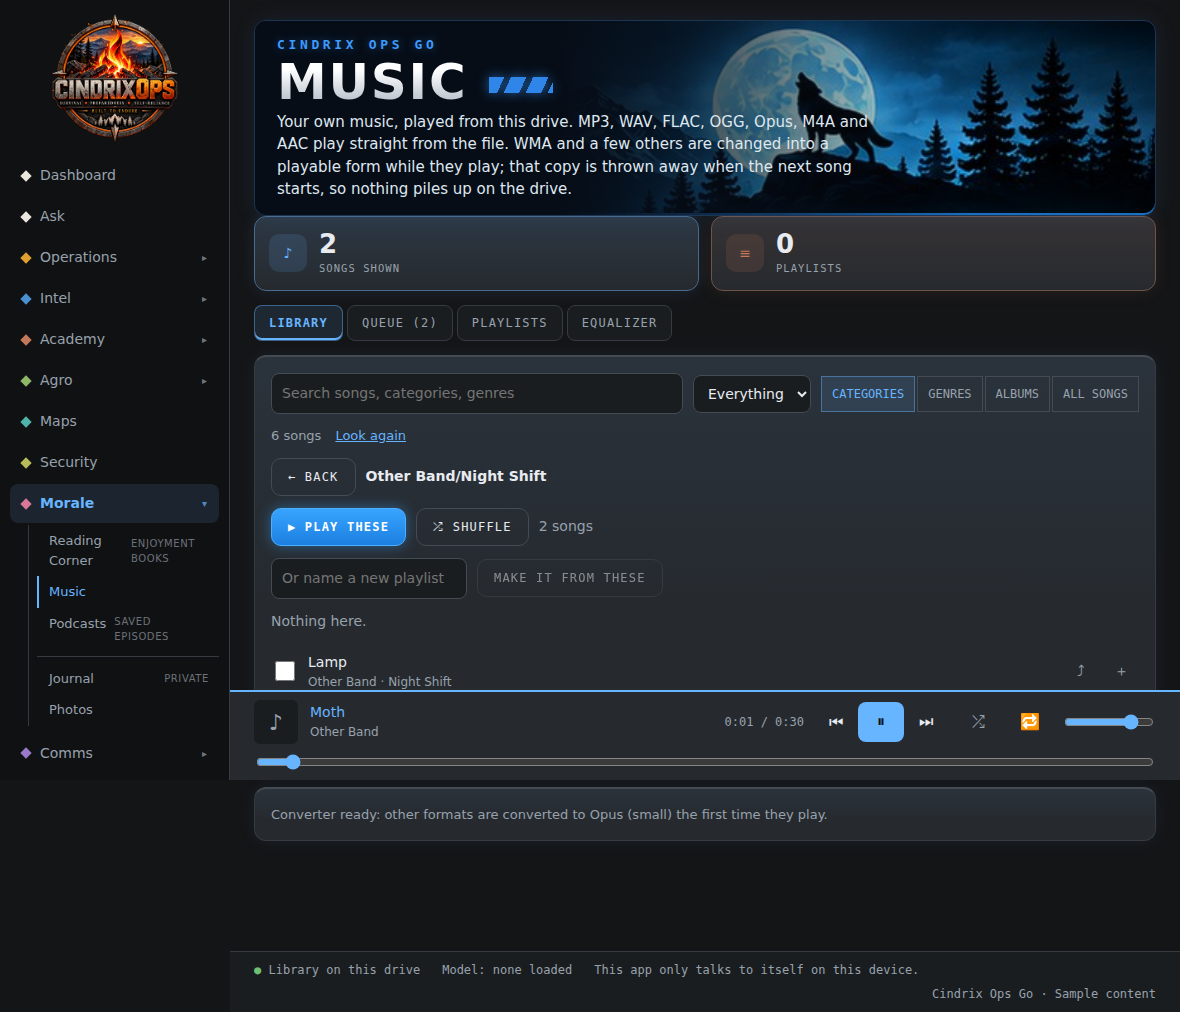 CINDRIXOPS
SURVIVAL • PREPAREDNESS • SELF-RELIANCE
BUILT TO ENDURE
Dashboard
Ask
Operations
Intel
Academy
Agro
Maps
Security
Morale
Reading Corner
ENJOYMENT BOOKS
Music
Podcasts
SAVED EPISODES
Journal
PRIVATE
Photos
Comms
CINDRIX OPS GO
MUSIC
Your own music, played from this drive. MP3, WAV, FLAC, OGG, Opus, M4A and
AAC play straight from the file. WMA and a few others are changed into a
playable form while they play; that copy is thrown away when the next song
starts, so nothing piles up on the drive.
2
SONGS SHOWN
0
PLAYLISTS
LIBRARY
QUEUE (2)
PLAYLISTS
EQUALIZER
Search songs, categories, genres
Everything
CATEGORIES
GENRES
ALBUMS
ALL SONGS
6 songs
Look again
← BACK
Other Band/Night Shift
▶ PLAY THESE
SHUFFLE
2 songs
Or name a new playlist
MAKE IT FROM THESE
Nothing here.
Lamp
Other Band · Night Shift
Moth
Other Band
0:01 / 0:30
Converter ready: other formats are converted to Opus (small) the first time they play.
Library on this drive
Model: none loaded
This app only talks to itself on this device.
Cindrix Ops Go · Sample content